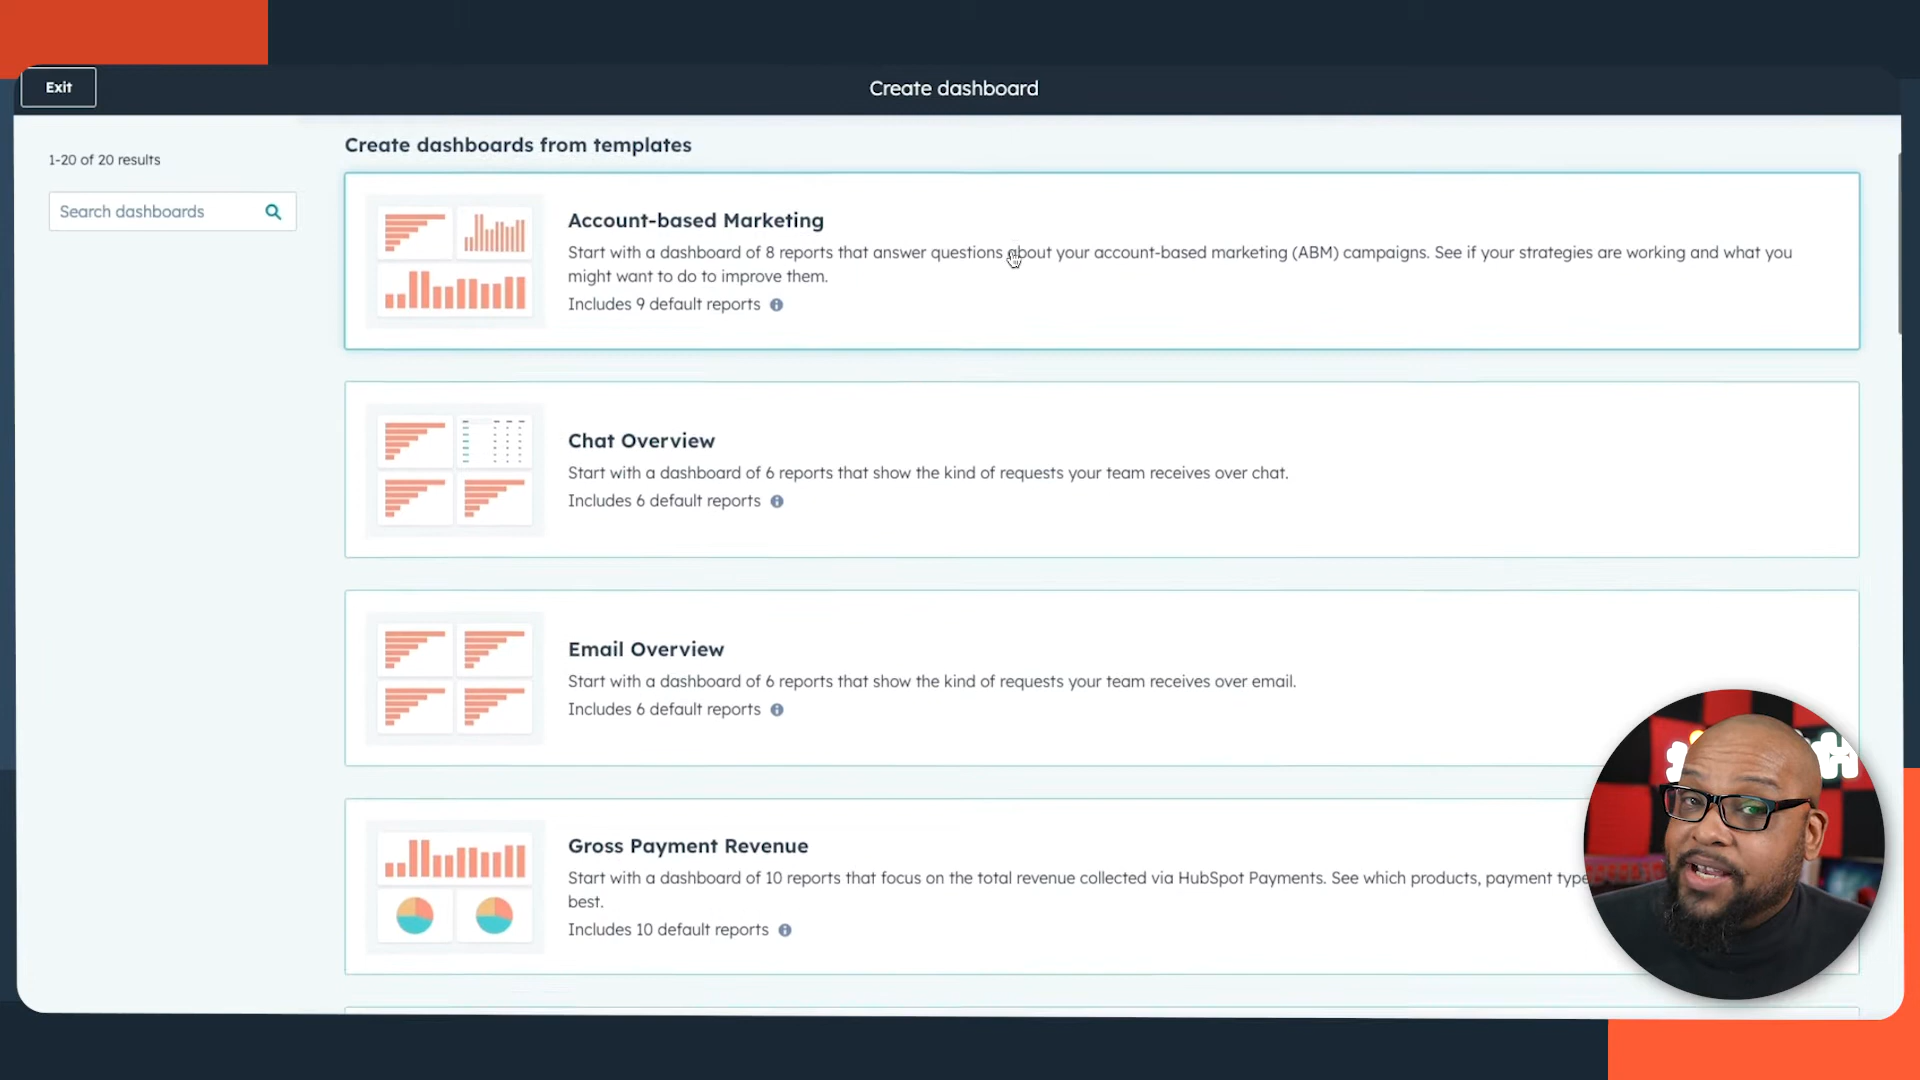 Exit
Create dashboard
1-20 of 20 results
Search dashboards
Create dashboards from templates
Account-based Marketing
Start with a dashboard of 8 reports that answer questions about your account-based marketing (ABM) campaigns. See if your strategies are working and what you
might want to do to improve them.
Includes 9 default reports
Chat Overview
Start with a dashboard of 6 reports that show the kind of requests your team receives over chat.
Includes 6 default reports
Email Overview
Start with a dashboard of 6 reports that show the kind of requests your team receives over email.
Includes 6 default reports
Gross Payment Revenue
Start with a dashboard of 10 reports that focus on the total revenue collected via HubSpot Payments. See which products, payment type
best.
Includes 10 default reports